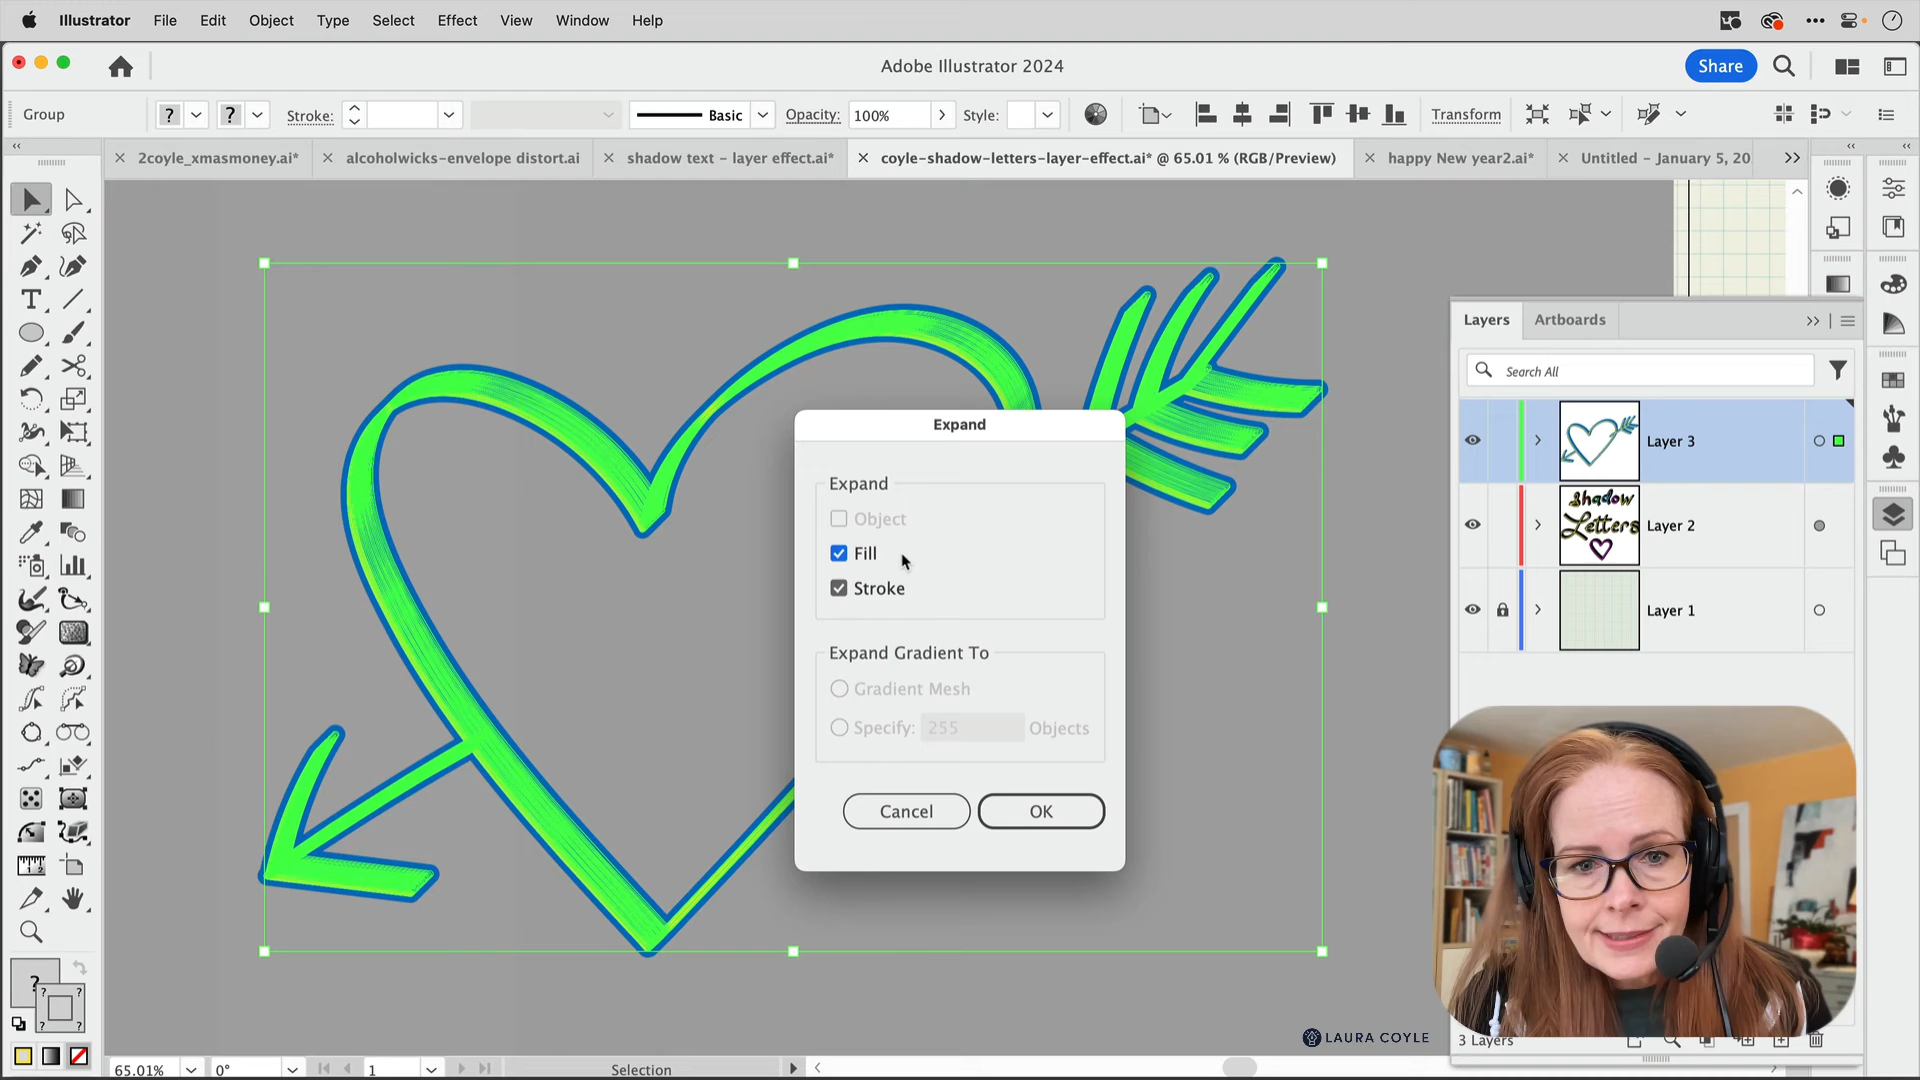 Illustrator File Edit Object Type Select Effect View Window Help
Adobe Illustrator 2024
Share
Group
? ? Stroke: Basic Opacity: 100% Style: Transform
2coyle_xmasmoney.ai* alcoholwicks-envelope distort.ai shadow text – layer effect.ai* coyle-shadow-letters-layer-effect.ai* @ 65.01 % (RGB/Preview) happy New year2.ai* Untitled – January 5, 20
Layers Artboards
Search All
Layer 3
Shadow
Letters
Layer 2
Layer 1
Expand
Expand
Object
Fill
Stroke
Expand Gradient To
Gradient Mesh
Specify: 255 Objects
Cancel OK
LAURA COYLE
3 Layers
65.01% 0° 1 Selection